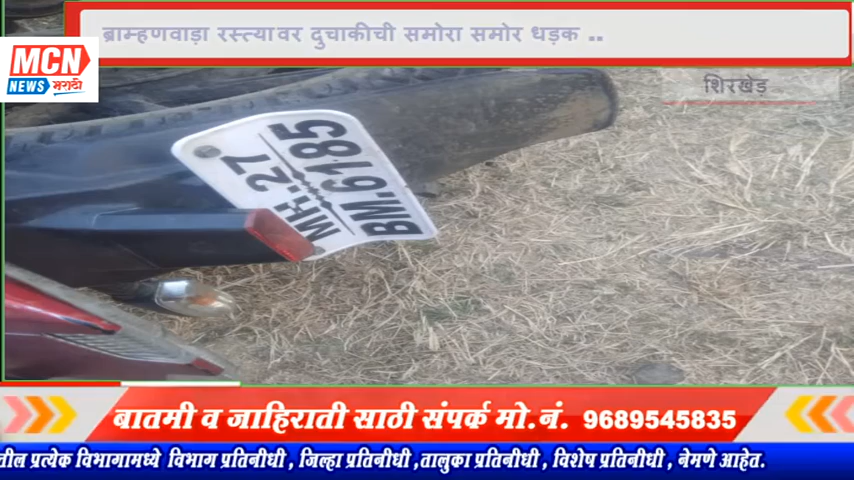 ब्राम्हणवाड़ा रस्त्यावर दुचाकीची समोरा समोर धड़क ..
MCN
NEWS मराठी
शिरखेड़
MH.27
BM.6185
बातमी व जाहिराती साठी संपर्क मो.नं. 9689545835
तील प्रत्येक विभागामध्ये विभाग प्रतिनीधी , जिल्हा प्रतिनीधी ,तालुका प्रतिनीधी , विशेष प्रतिनीधी , नेमणे आहेत.